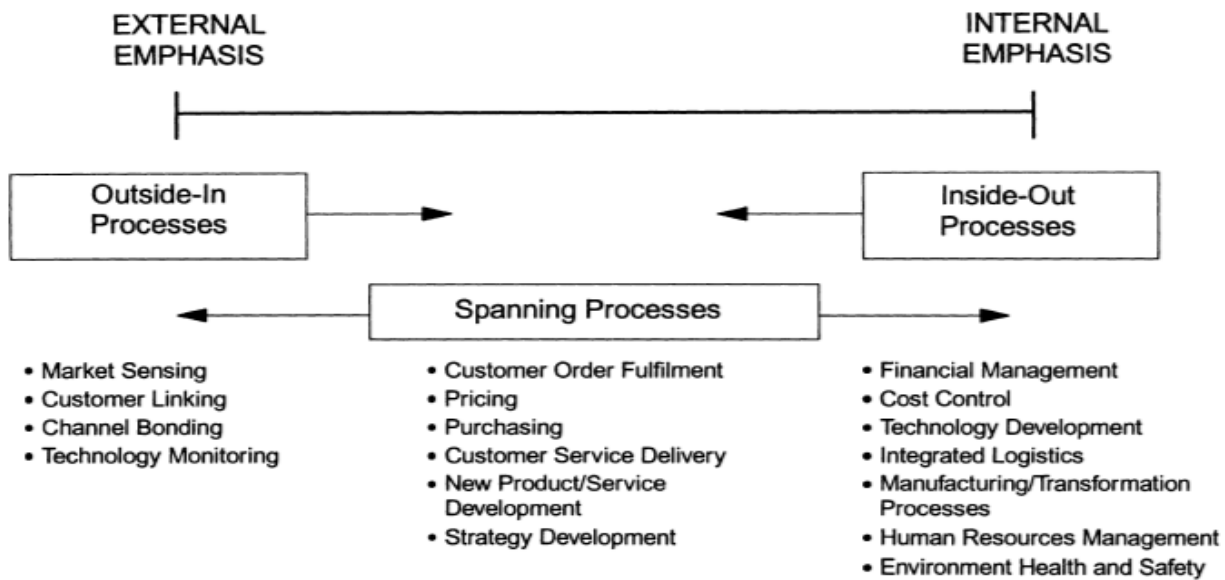 EXTERNAL
EMPHASIS
INTERNAL
EMPHASIS
Outside-In
Processes
Inside-Out
Processes
Spanning Processes
• Market Sensing
• Customer Linking
• Channel Bonding
• Technology Monitoring
• Customer Order Fulfilment
• Pricing
• Purchasing
• Customer Service Delivery
• New Product/Service
Development
• Strategy Development
• Financial Management
• Cost Control
• Technology Development
• Integrated Logistics
• Manufacturing/Transformation
Processes
• Human Resources Management
• Environment Health and Safety